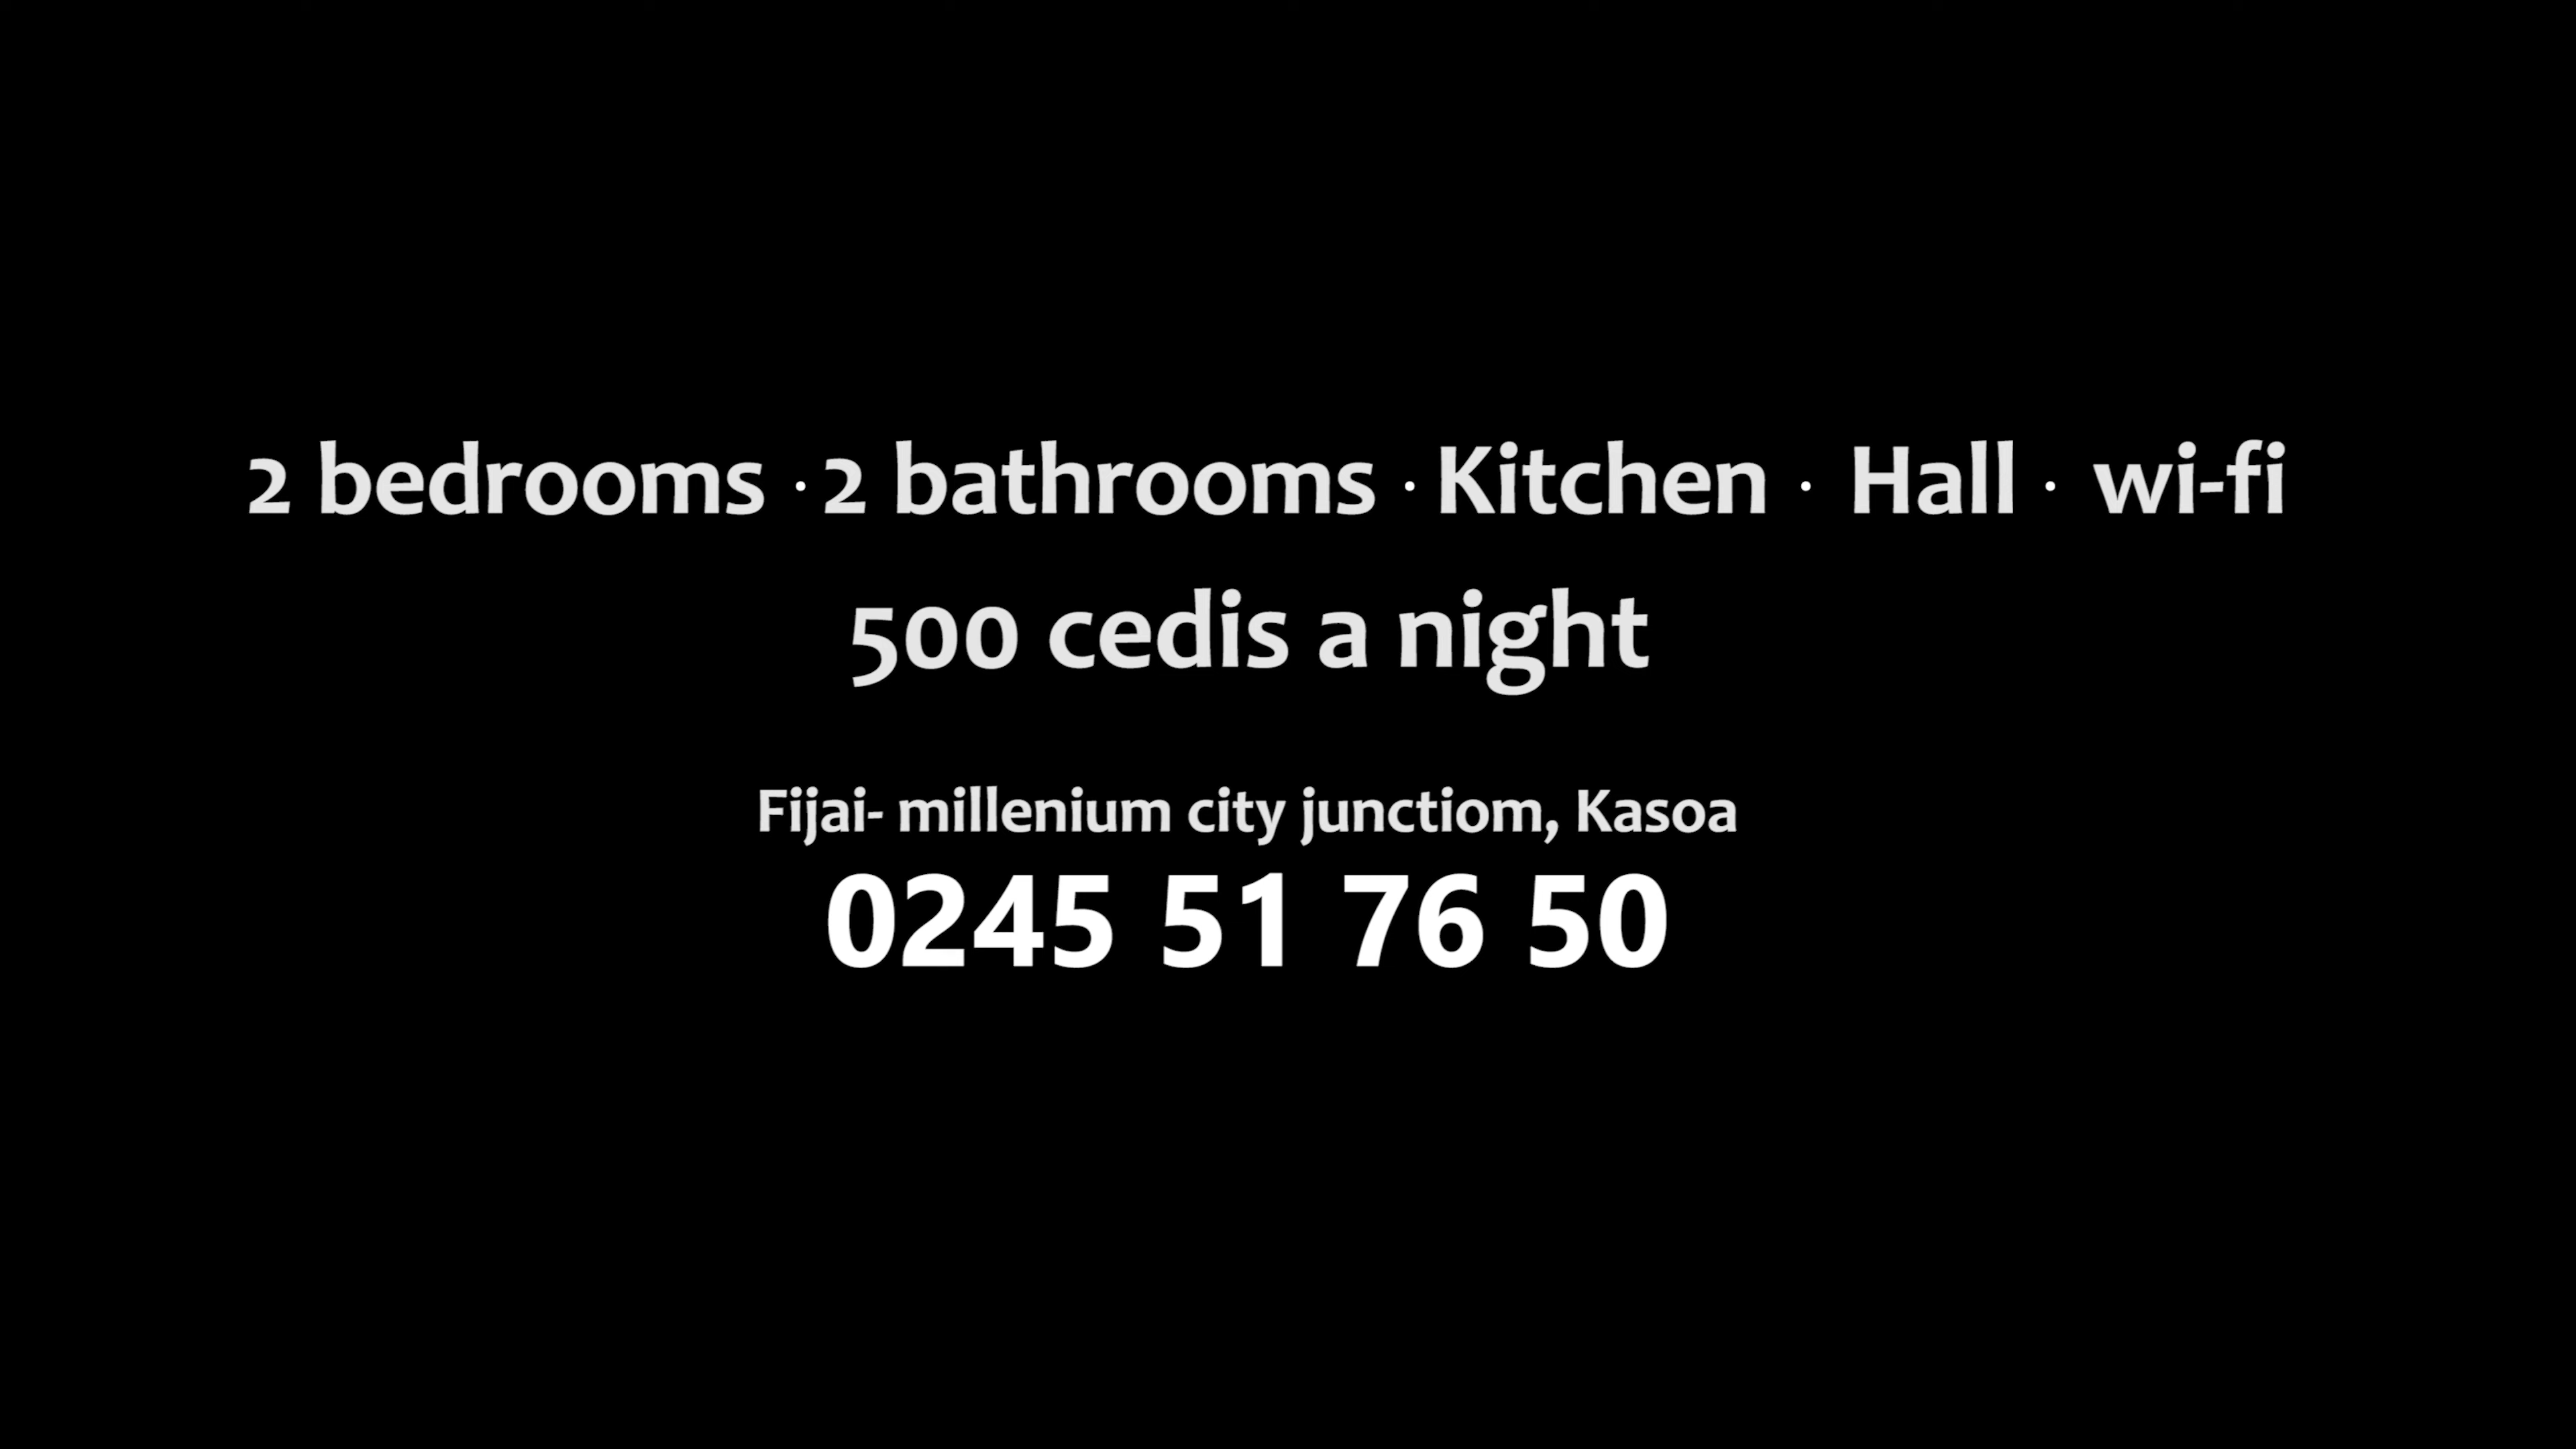 2 bedrooms · 2 bathrooms · Kitchen · Hall · wi-fi
500 cedis a night
Fijai- millenium city junctiom, Kasoa
0245 51 76 50